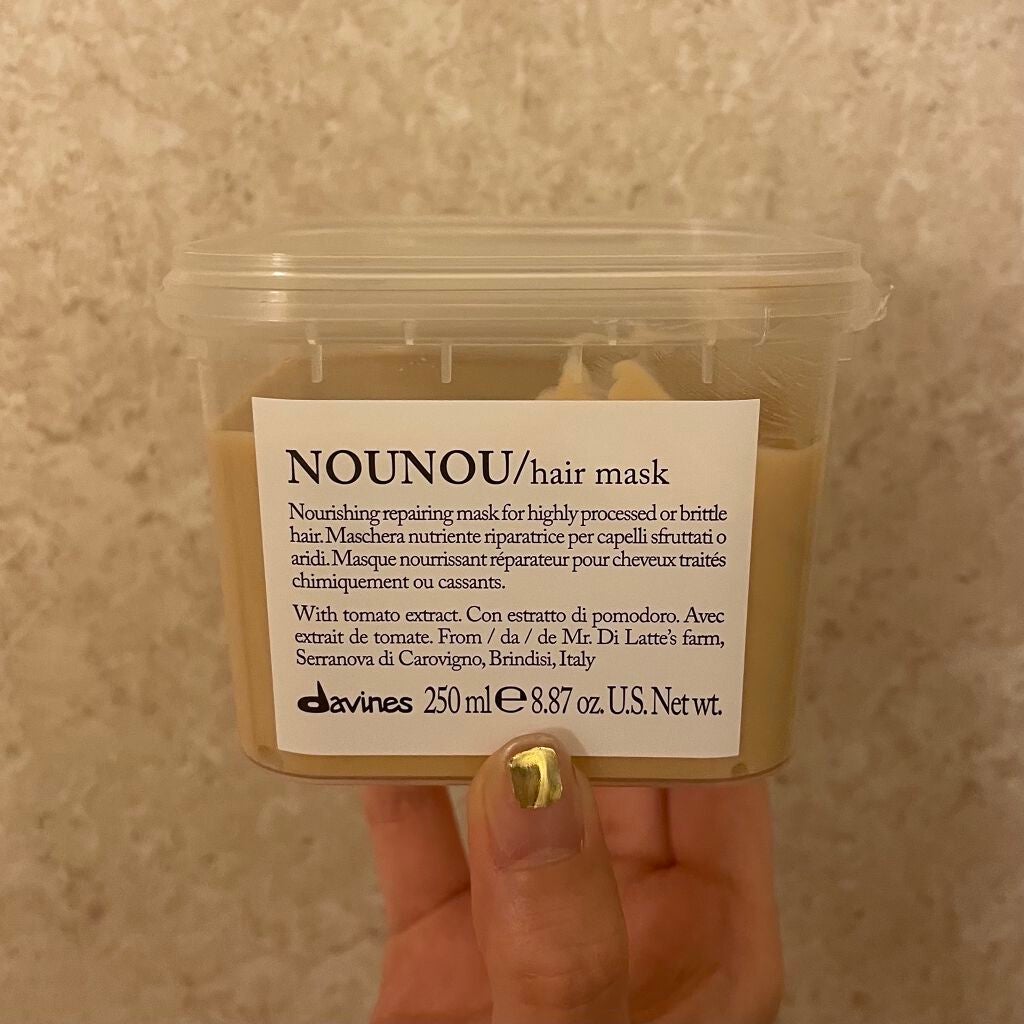 NOUNOU/hair mask
Nourishing repairing mask for highly processed or brittle
hair. Maschera nutriente riparatrice per capelli sfruttati o
aridi. Masque nourrissant réparateur pour cheveux traités
chimiquement ou cassants.
With tomato extract. Con estratto di pomodoro. Avec
extrait de tomate. From / da / de Mr. Di Latte's farm,
Serranova di Carovigno, Brindisi, Italy
davines 250 ml e 8.87 oz. U.S. Net wt.